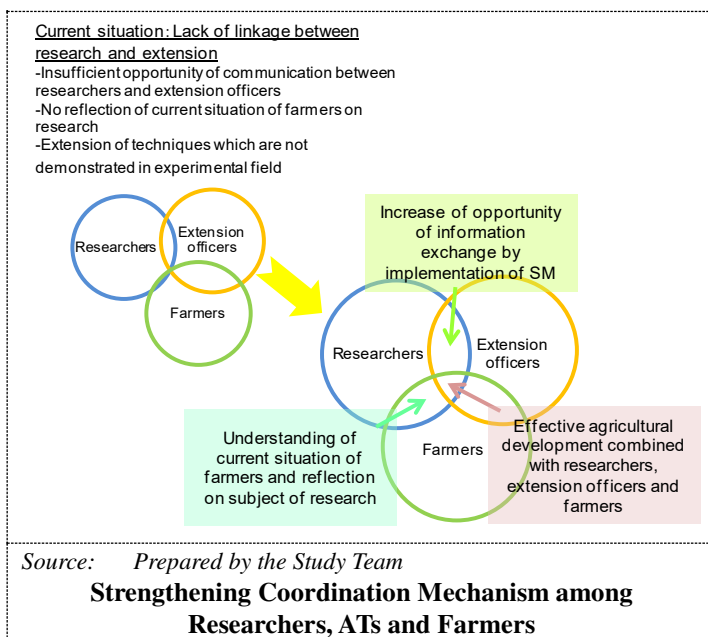 Current situation: Lack of linkage between
research and extension
-Insufficient opportunity of communication between
researchers and extension officers
-No reflection of current situation of farmers on
research
-Extension of techniques which are not
demonstrated in experimental field
Researchers
Extension
officers
Farmers
Increase of opportunity
of information
exchange by
implementation of SM
Researchers
Extension
officers
Farmers
Understanding of
current situation of
farmers and reflection
on subject of research
Effective agricultural
development combined
with researchers,
extension officers and
farmers
Source: Prepared by the Study Team
Strengthening Coordination Mechanism among
Researchers, ATs and Farmers